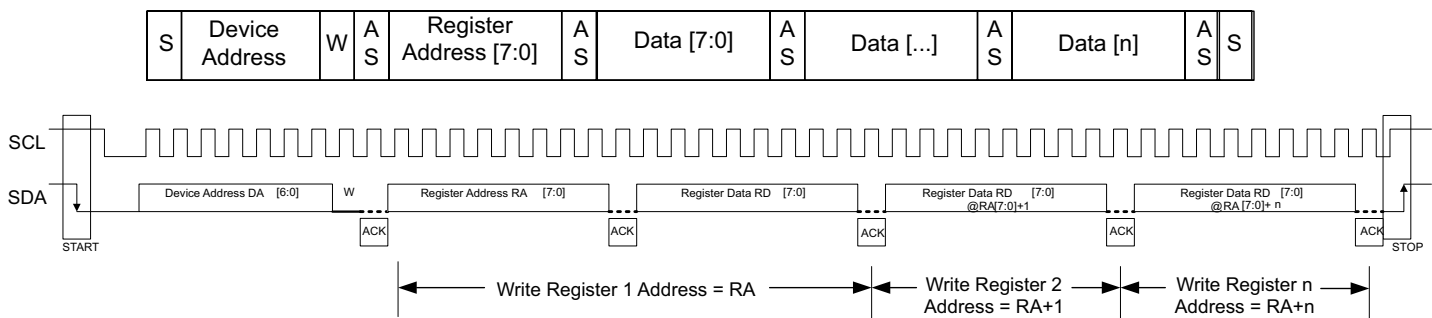 S
Device
Address
W
A
S
Register
Address [7:0]
A
S
Data [7:0]
A
S
Data [...]
A
S
Data [n]
A
S
S
SCL
SDA
Device Address DA [6:0]
W
Register Address RA [7:0]
Register Data RD [7:0]
Register Data RD [7:0]
@RA[7:0]+1
Register Data RD [7:0]
@RA [7:0]+ n
START
ACK
ACK
ACK
ACK
ACK
STOP
Write Register 1 Address = RA
Write Register 2
Address = RA+1
Write Register n
Address = RA+n